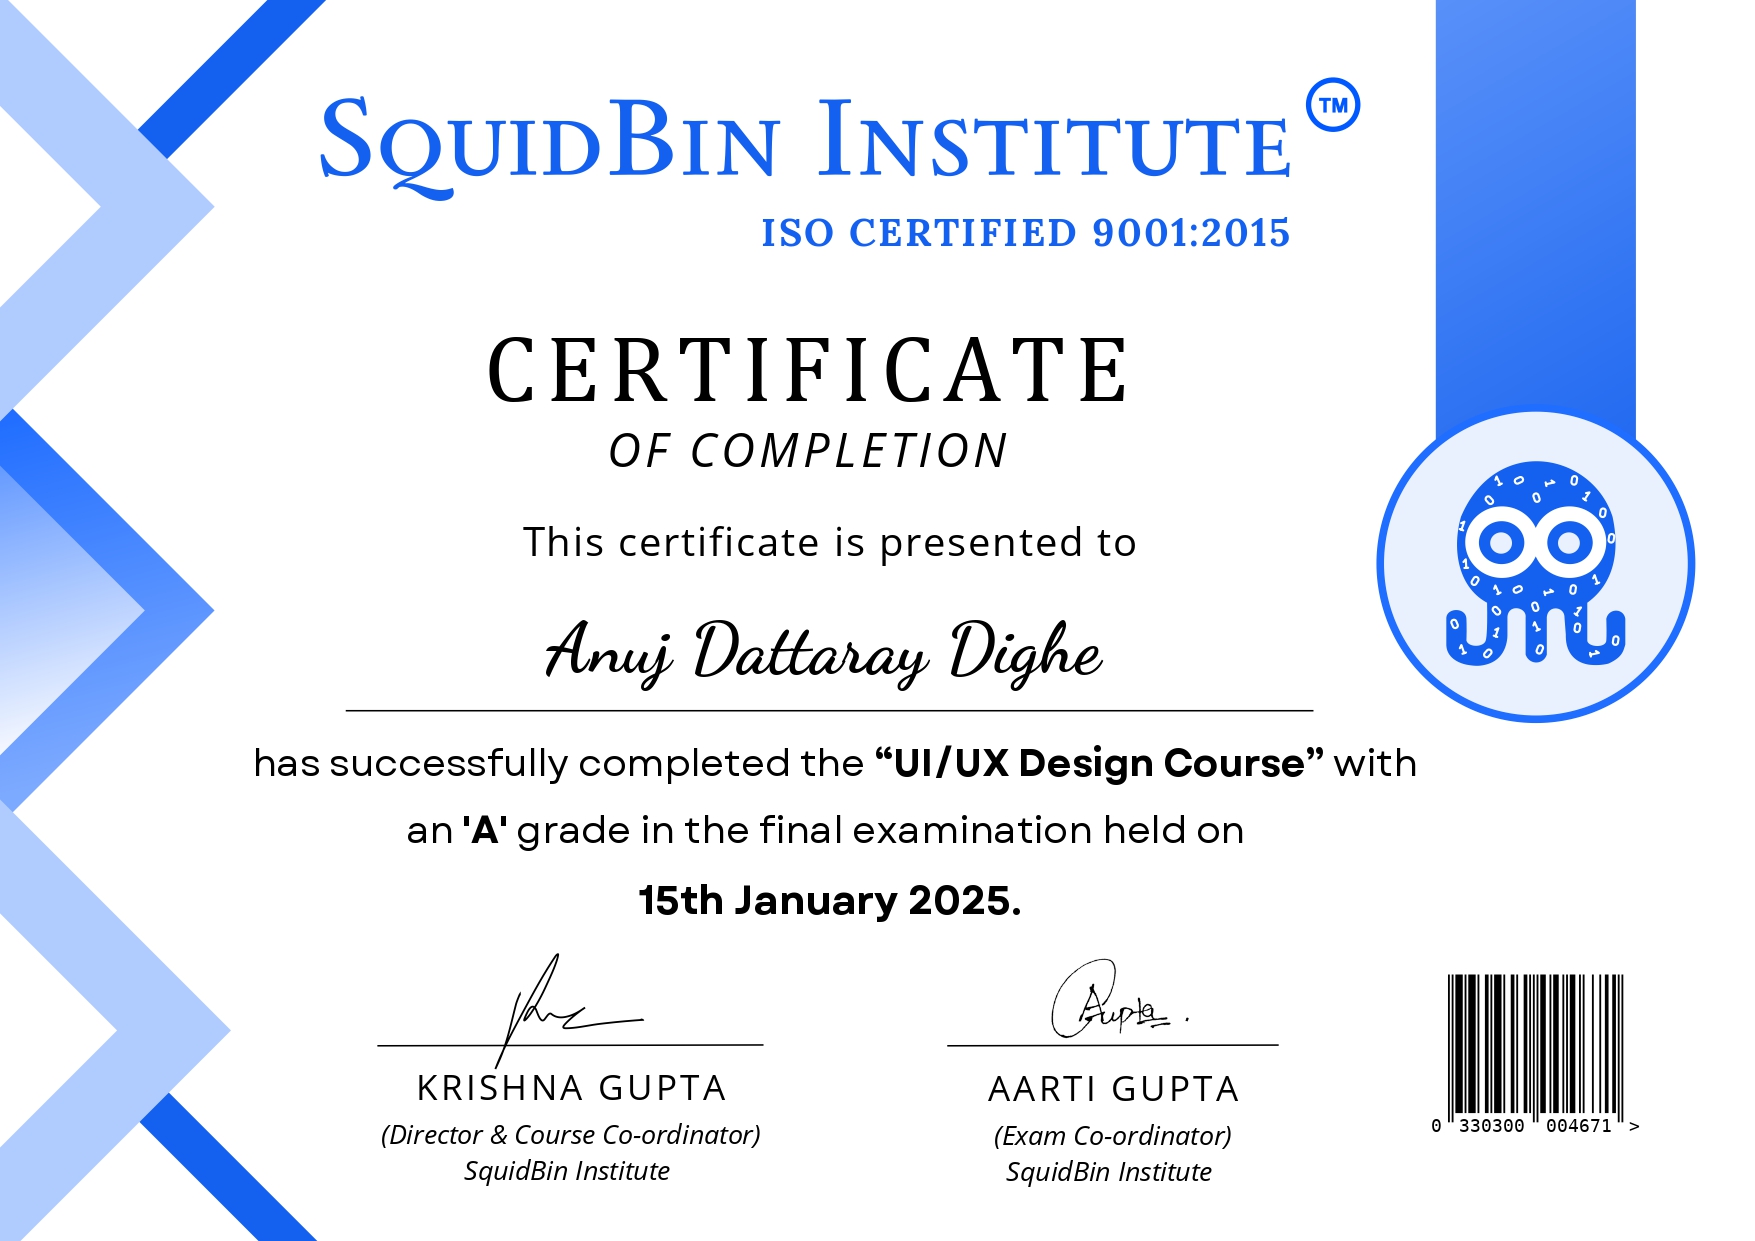 SQUIDBIN INSTITUTE TM
ISO CERTIFIED 9001:2015
CERTIFICATE
OF COMPLETION
This certificate is presented to
Anuj Dattaray Dighe
has successfully completed the “UI/UX Design Course” with
an 'A' grade in the final examination held on
15th January 2025.
Gupta.
KRISHNA GUPTA
AARTI GUPTA
(Director & Course Co-ordinator)
(Exam Co-ordinator)
SquidBin Institute
SquidBin Institute
0 330300 004671 >